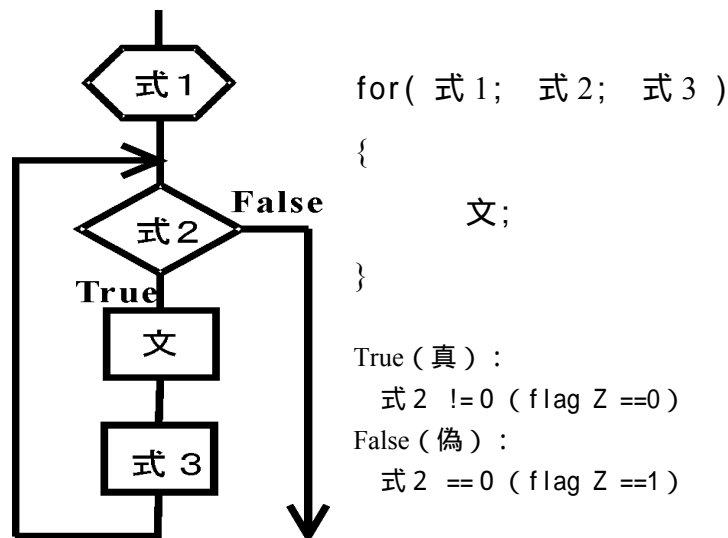 式1
式2
False
True
文
式3
for( 式1; 式2; 式3 )
{
文;
}
True（真）：
式2 !=0（flag Z ==0）
False（偽）：
式2 ==0（flag Z ==1）